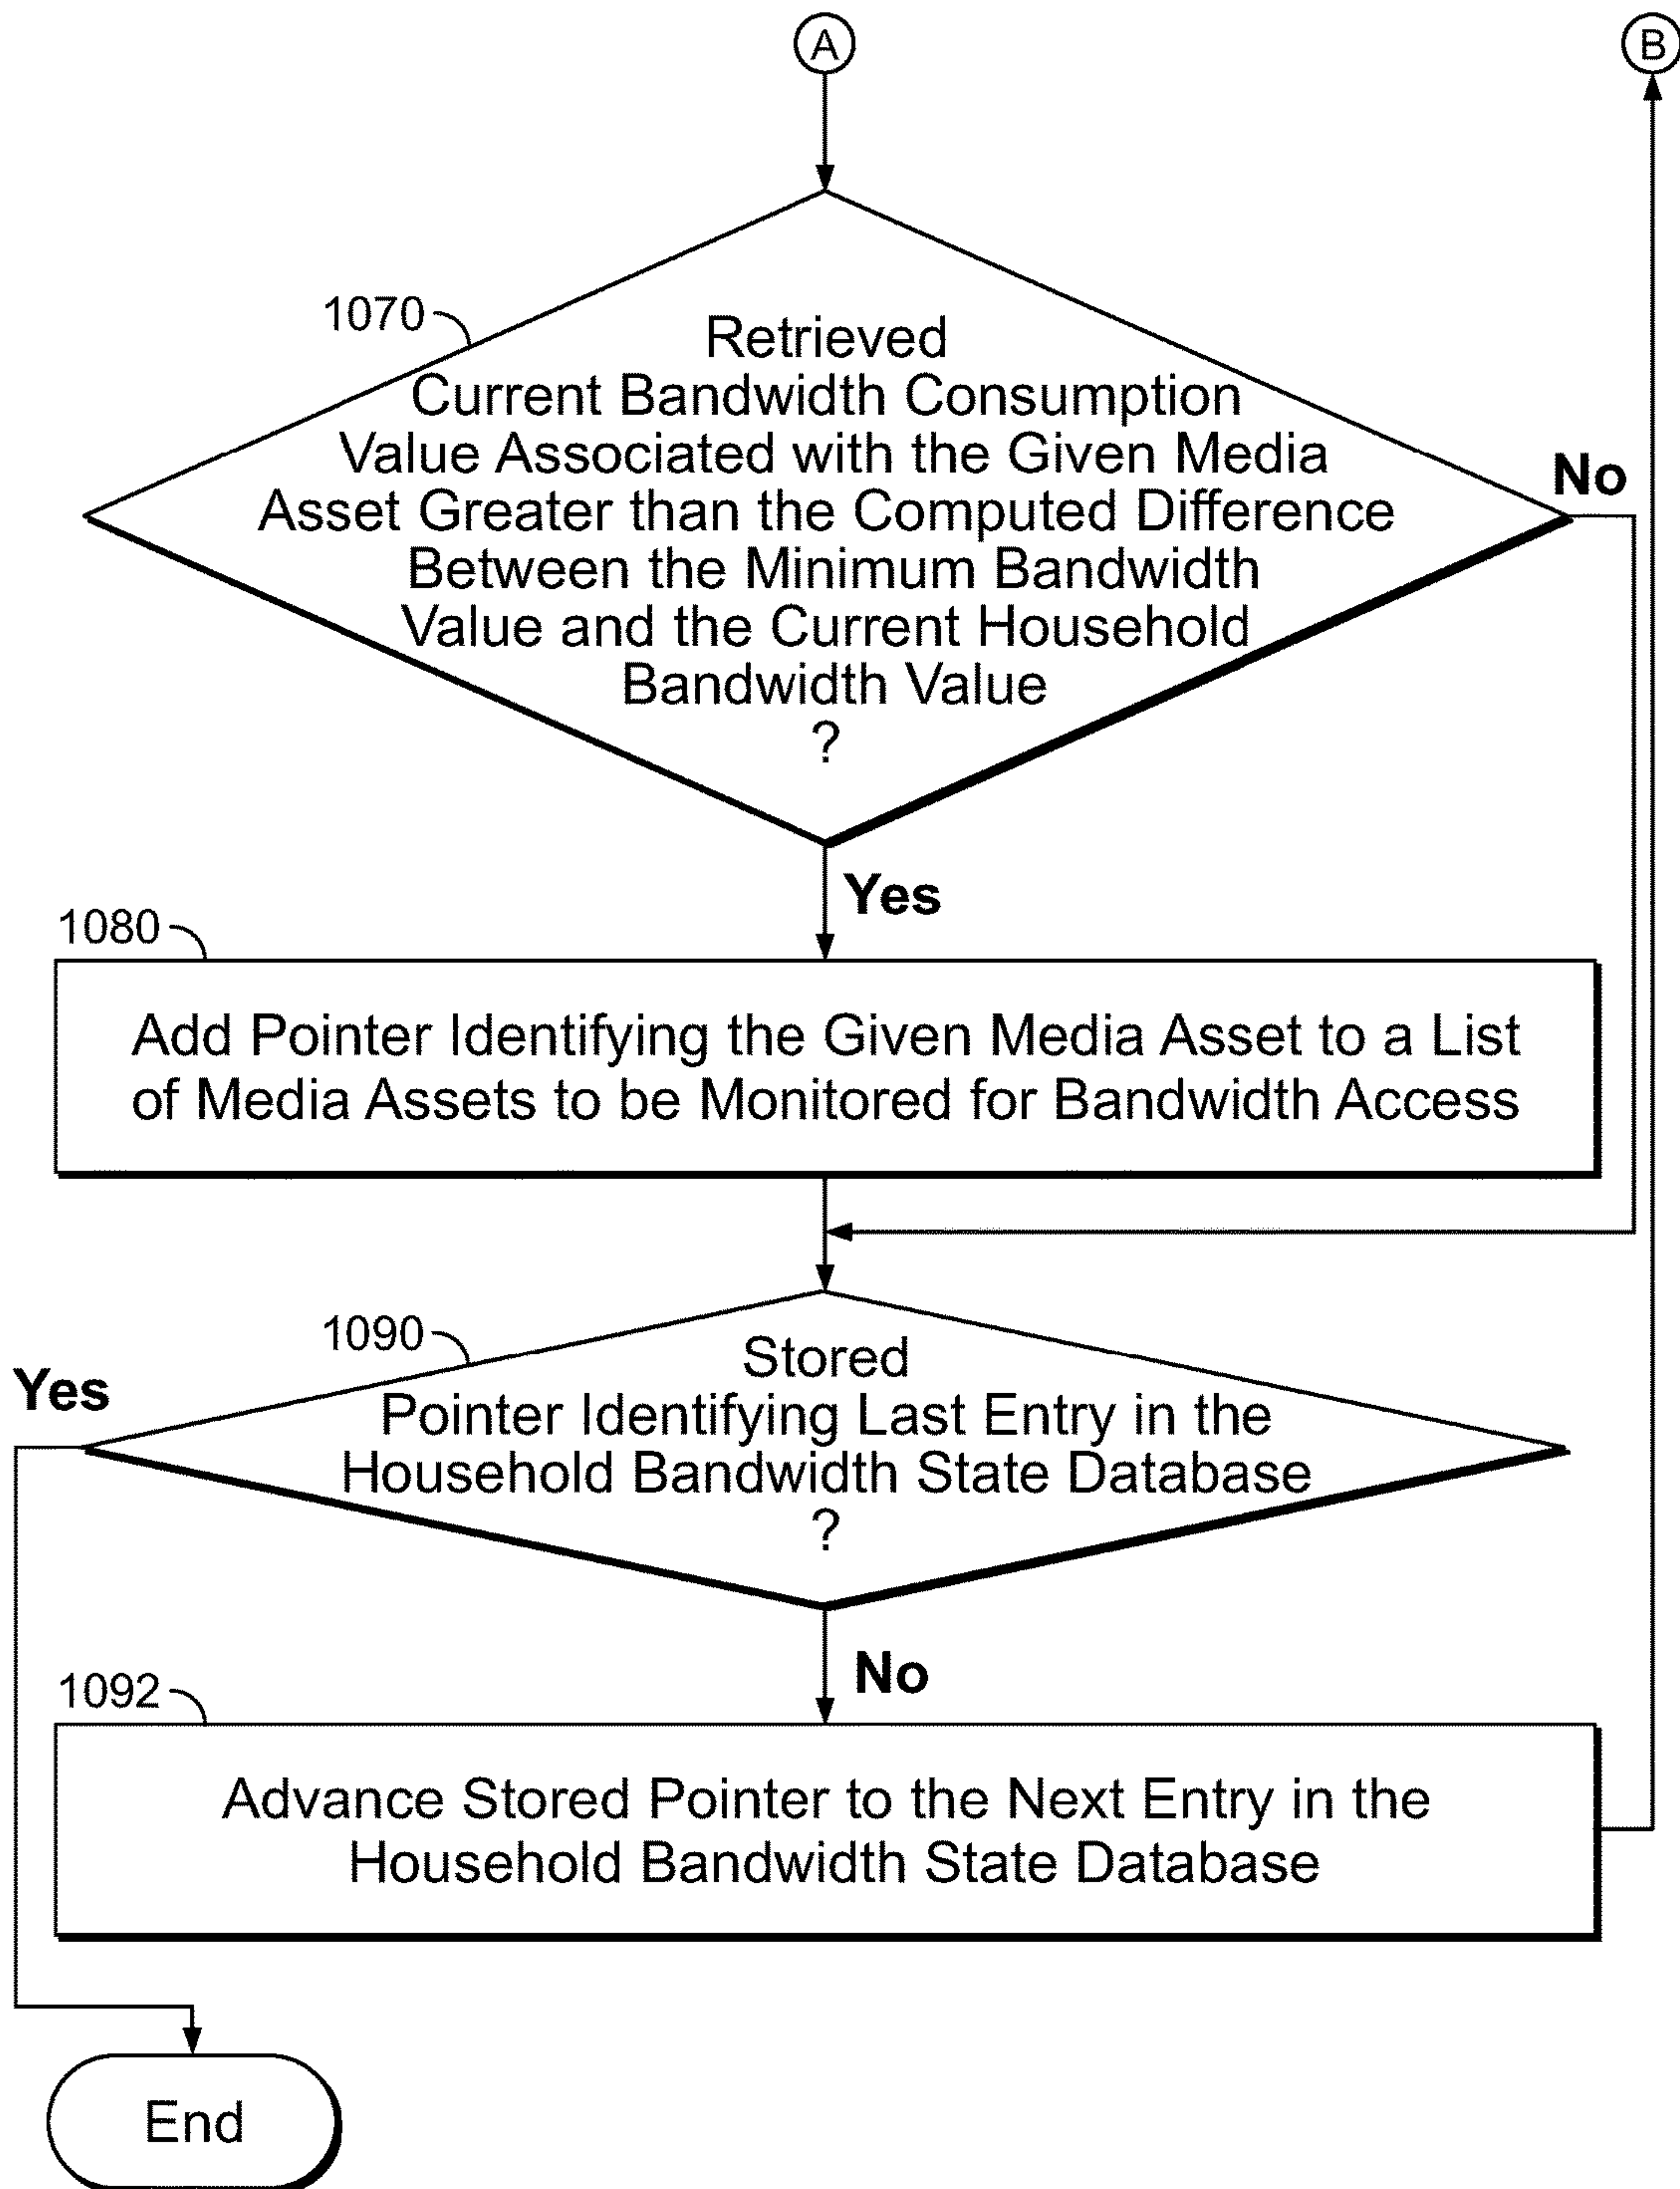 A
B
1070
Retrieved
Current Bandwidth Consumption
Value Associated with the Given Media
Asset Greater than the Computed Difference
Between the Minimum Bandwidth
Value and the Current Household
Bandwidth Value
?
No
Yes
1080
Add Pointer Identifying the Given Media Asset to a List
of Media Assets to be Monitored for Bandwidth Access
1090
Stored
Pointer Identifying Last Entry in the
Household Bandwidth State Database
?
Yes
No
1092
Advance Stored Pointer to the Next Entry in the
Household Bandwidth State Database
End